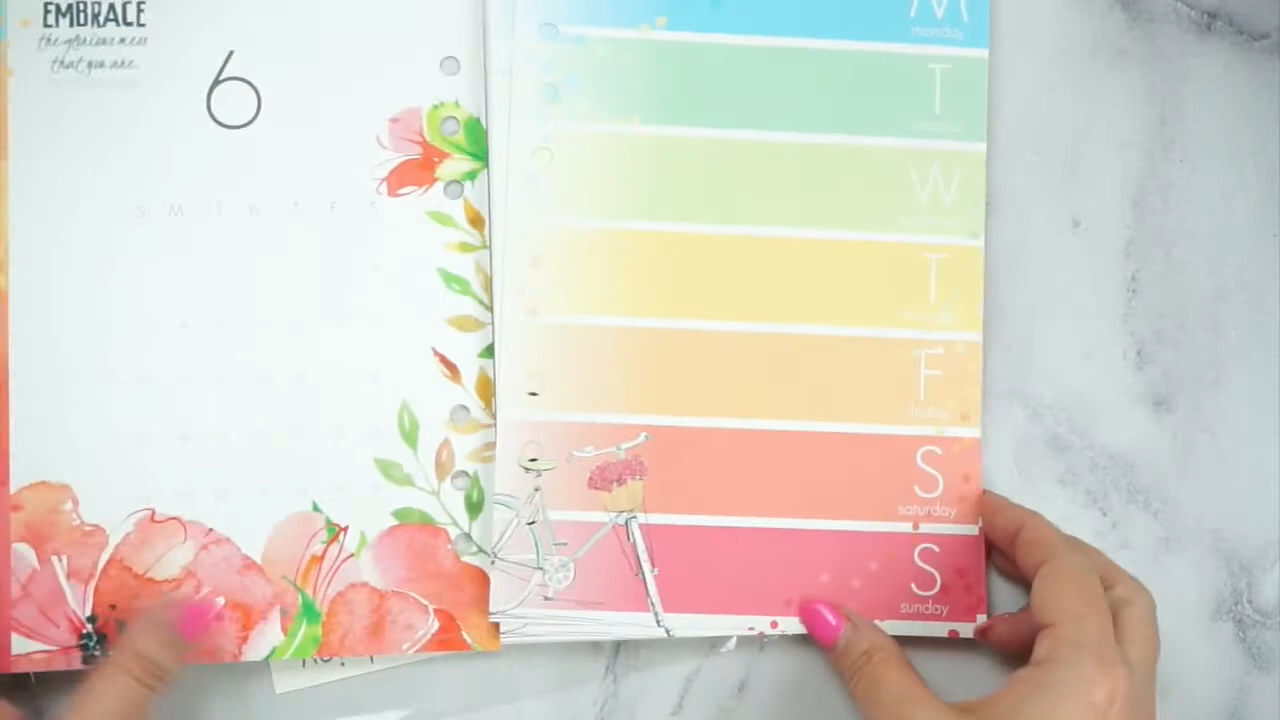 EMBRACE
the gloriousness
that you are.
6
S M T W T F S
M
monday
T
W
T
F
friday
S
saturday
S
sunday